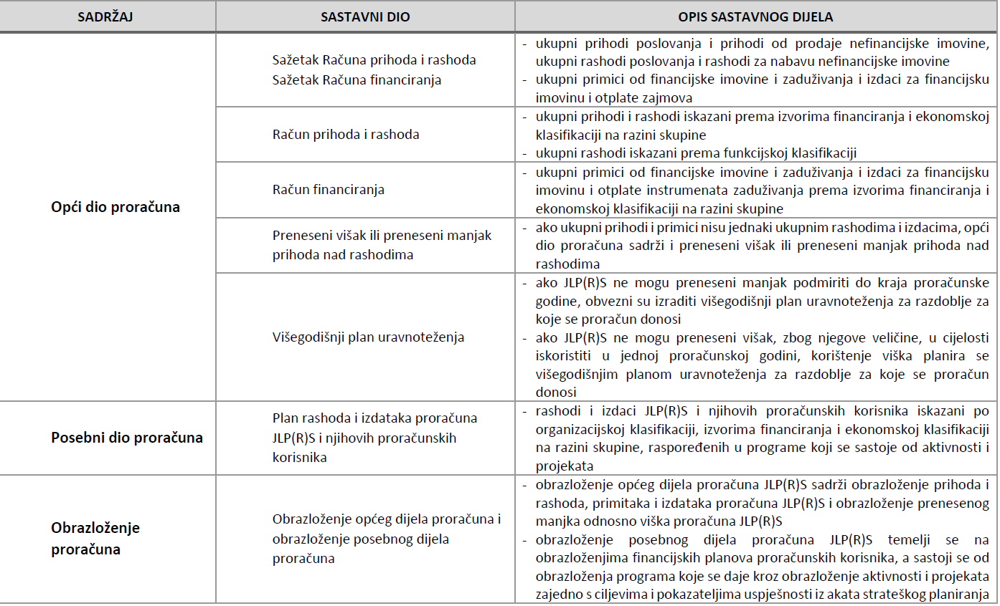 SADRŽAJ
SASTAVNI DIO
OPIS SASTAVNOG DIJELA
Opći dio proračuna
Sažetak Računa prihoda i rashoda
Sažetak Računa financiranja
- ukupni prihodi poslovanja i prihodi od prodaje nefinancijske imovine,
ukupni rashodi poslovanja i rashodi za nabavu nefinancijske imovine
- ukupni primici od financijske imovine i zaduživanja i izdaci za financijsku
imovinu i otplate zajmova
Račun prihoda i rashoda
- ukupni prihodi i rashodi iskazani prema izvorima financiranja i ekonomskoj
klasifikaciji na razini skupine
- ukupni rashodi iskazani prema funkcijskoj klasifikaciji
Račun financiranja
- ukupni primici od financijske imovine i zaduživanja i izdaci za financijsku
imovinu i otplate instrumenata zaduživanja prema izvorima financiranja i
ekonomskoj klasifikaciji na razini skupine
Preneseni višak ili preneseni manjak
prihoda nad rashodima
- ako ukupni prihodi i primici nisu jednaki ukupnim rashodima i izdacima, opći
dio proračuna sadrži i preneseni višak ili preneseni manjak prihoda nad
rashodima
Višegodišnji plan uravnoteženja
- ako JLP(R)S ne mogu preneseni manjak podmiriti do kraja proračunske
godine, obvezni su izraditi višegodišnji plan uravnoteženja za razdoblje za
koje se proračun donosi
- ako JLP(R)S ne mogu preneseni višak, zbog njegove veličine, u cijelosti
iskoristiti u jednoj proračunskoj godini, korištenje viška planira se
višegodišnjim planom uravnoteženja za razdoblje za koje se proračun
donosi
Posebni dio proračuna
Plan rashoda i izdataka proračuna
JLP(R)S i njihovih proračunskih
korisnika
- rashodi i izdaci JLP(R)S i njihovih proračunskih korisnika iskazani po
organizacijskoj klasifikaciji, izvorima financiranja i ekonomskoj klasifikaciji
na razini skupine, raspoređenih u programe koji se sastoje od aktivnosti i
projekata
Obrazloženje
proračuna
Obrazloženje općeg dijela proračuna i
obrazloženje posebnog dijela
proračuna
- obrazloženje općeg dijela proračuna JLP(R)S sadrži obrazloženje prihoda i
rashoda, primitaka i izdataka proračuna JLP(R)S i obrazloženje prenesenog
manjka odnosno viška proračuna JLP(R)S
- obrazloženje posebnog dijela proračuna JLP(R)S temelji se na
obrazloženjima financijskih planova proračunskih korisnika, a sastoji se od
obrazloženja programa koje se daje kroz obrazloženje aktivnosti i projekata
zajedno s ciljevima i pokazateljima uspješnosti iz akata strateškog planiranja